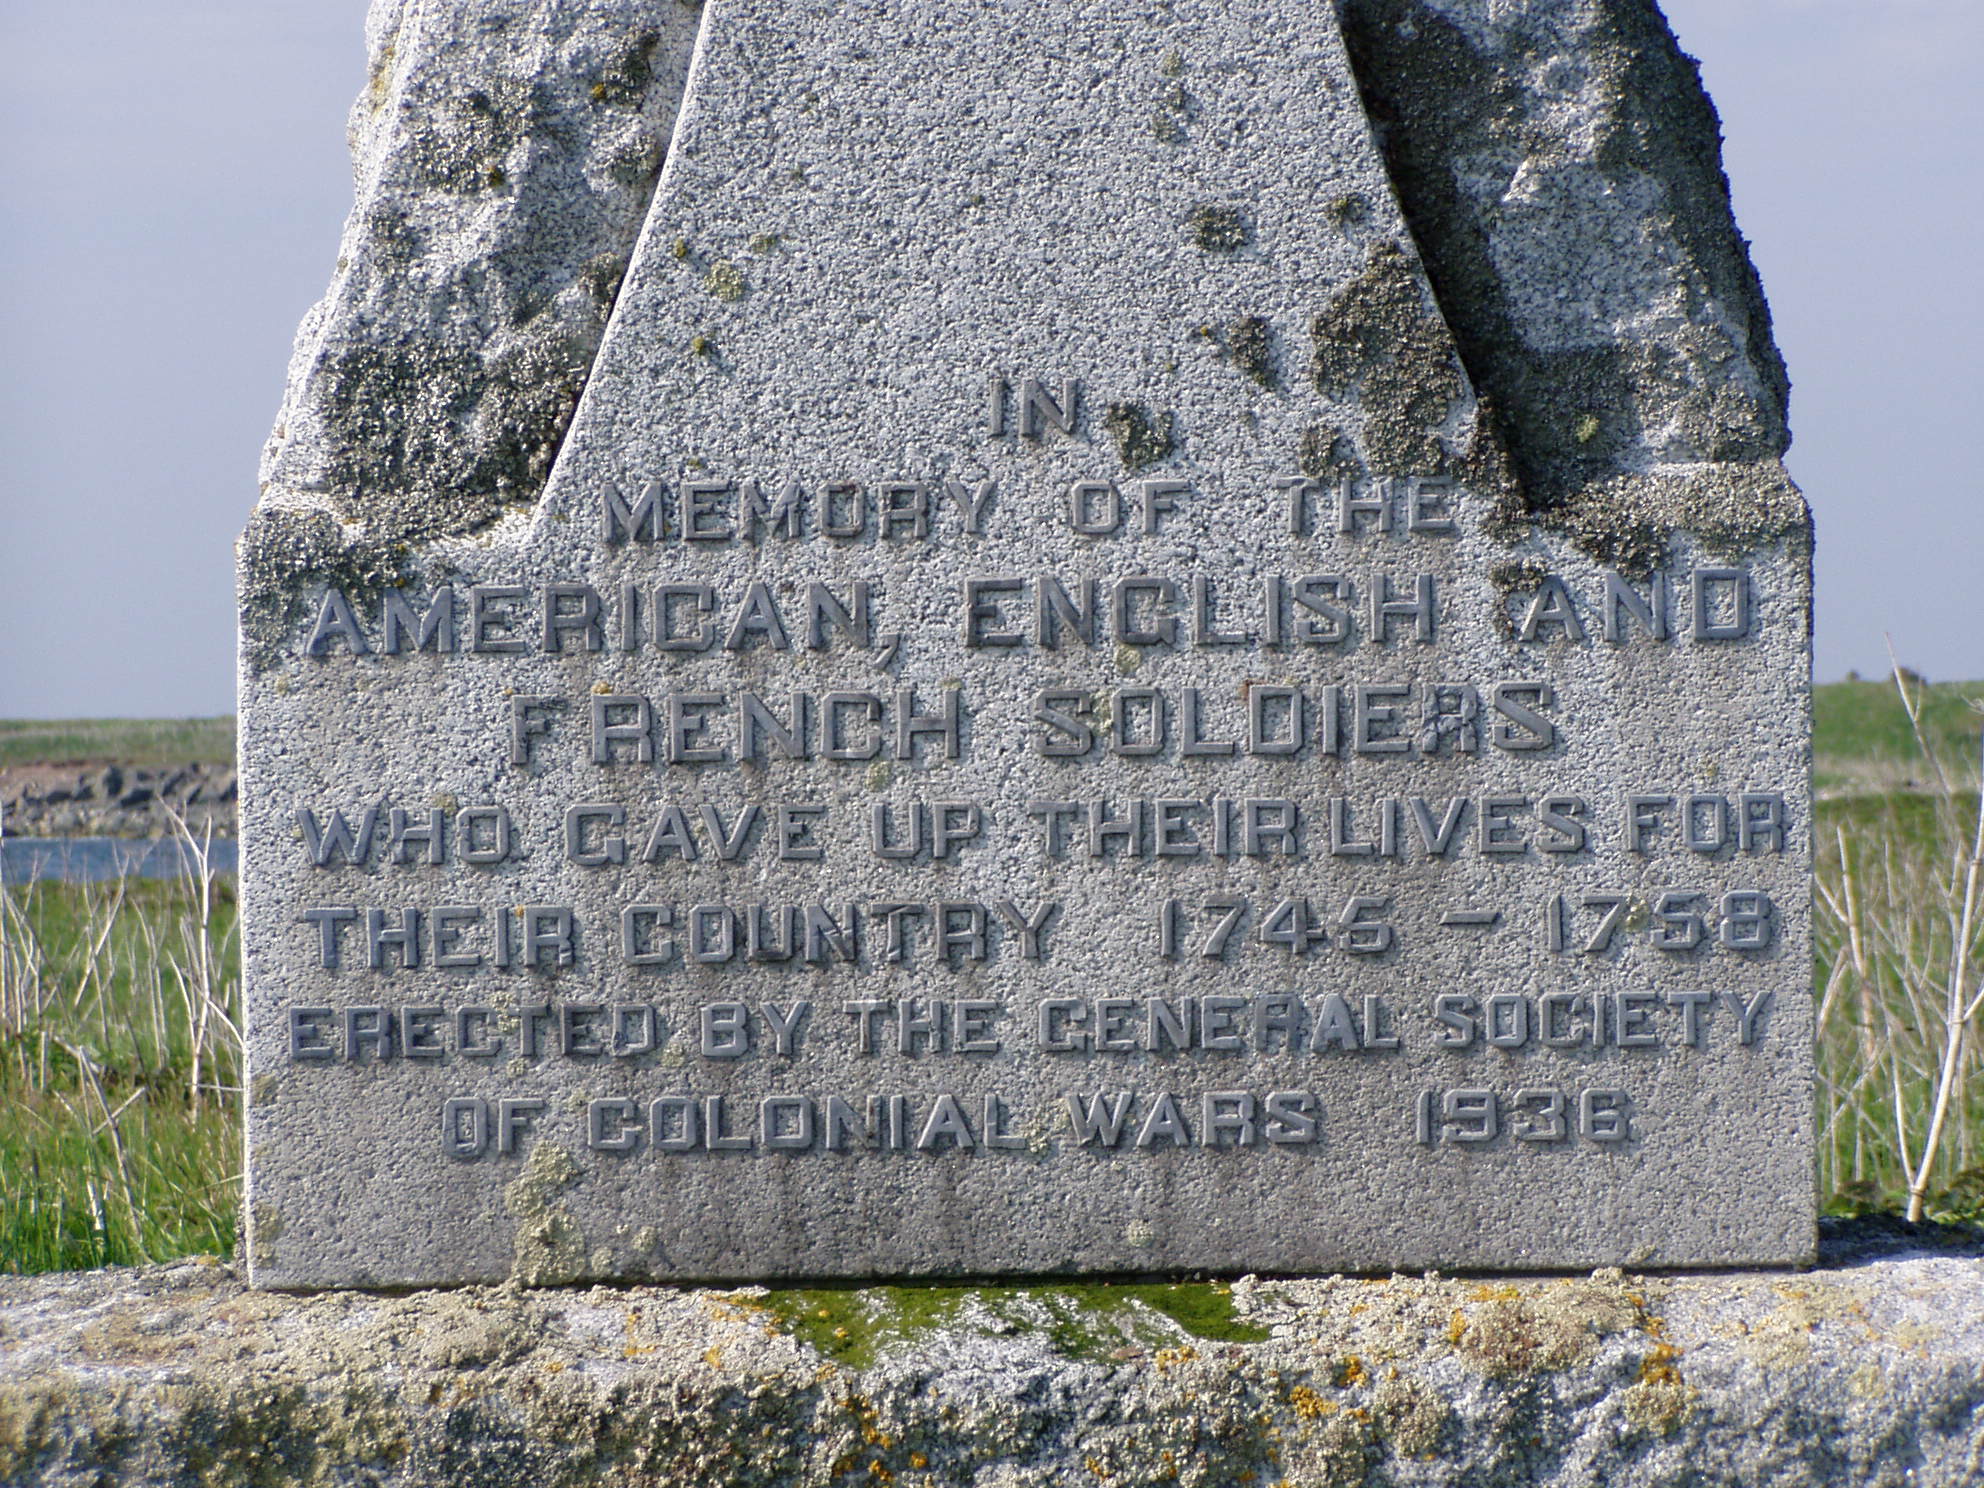 IN
MEMORY OF THE
AMERICAN, ENGLISH AND
FRENCH SOLDIERS
WHO GAVE UP THEIR LIVES FOR
THEIR COUNTRY 1745 - 1758
ERECTED BY THE GENERAL SOCIETY
OF COLONIAL WARS 1936